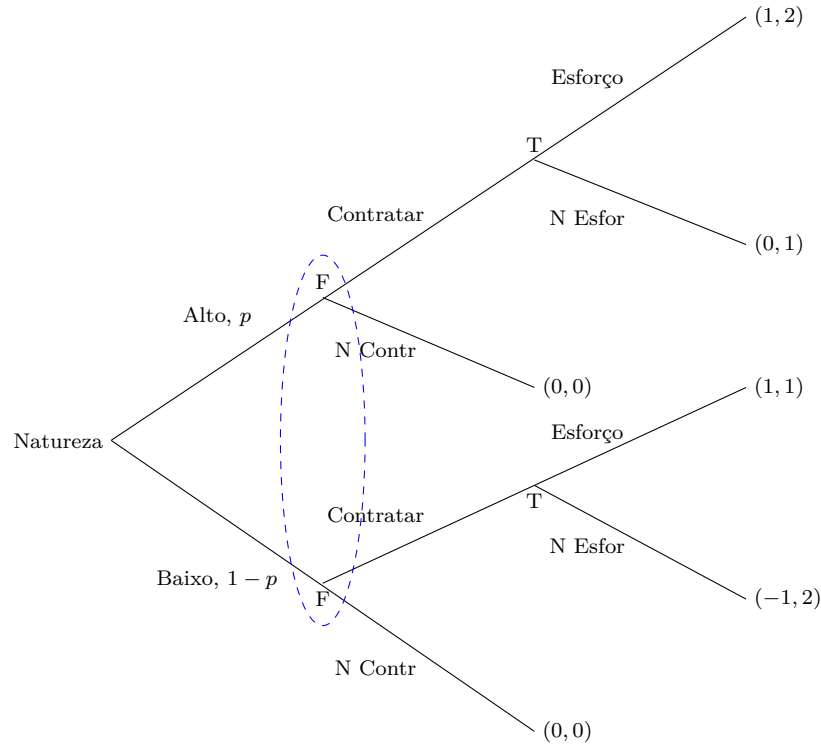 (1, 2)
Esforço
T
Contratar
N Esfor
(0, 1)
F
Alto, p
N Contr
(0, 0)
(1, 1)
Esforço
Natureza
T
Contratar
N Esfor
Baixo, 1 − p
F
(−1, 2)
N Contr
(0, 0)